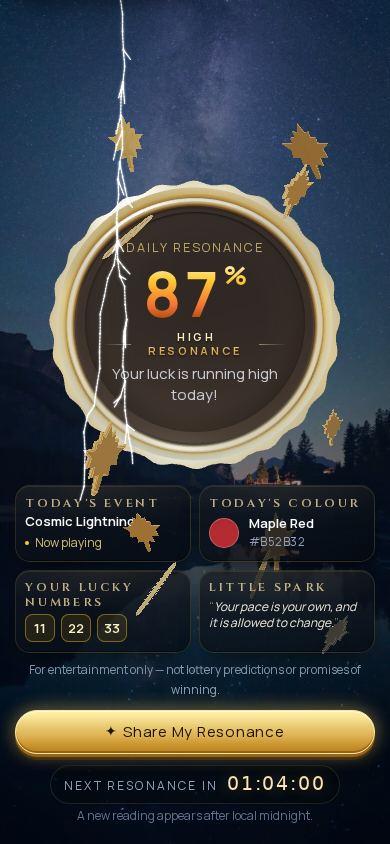 DAILY RESONANCE
87%
HIGH
RESONANCE
Your luck is running high
today!
TODAY'S EVENT
Cosmic Lightning
• Now playing
TODAY'S COLOUR
Maple Red
#B52B32
YOUR LUCKY
NUMBERS
11 22 33
LITTLE SPARK
"Your pace is your own, and
it is allowed to change."
For entertainment only — not lottery predictions or promises of
winning.
✦ Share My Resonance
NEXT RESONANCE IN 01:04:00
A new reading appears after local midnight.